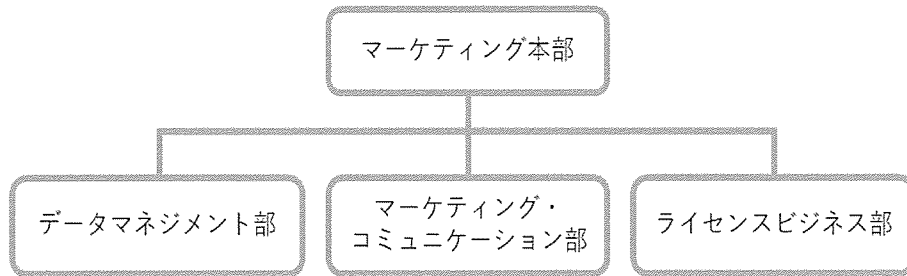 マーケティング本部
データマネジメント部
マーケティング・
コミュニケーション部
ライセンスビジネス部